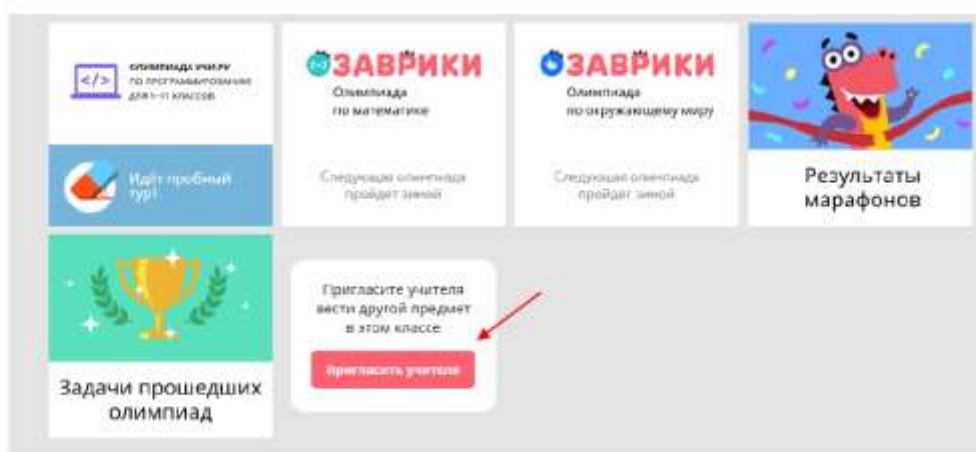 ОЛИМПИАДА УЧИ.РУ
ПО ПРОГРАММИРОВАНИЮ
ДЛЯ 1–11 КЛАССОВ
</>
Идёт пробный
тур!
ЗАВРИКИ
Олимпиада
по математике
Следующая олимпиада
пройдёт зимой
ЗАВРИКИ
Олимпиада
по окружающему миру
Следующая олимпиада
пройдёт зимой
Результаты
марафонов
Задачи прошедших
олимпиад
Пригласите учителя
вести другой предмет
в этом классе
Пригласить учителя